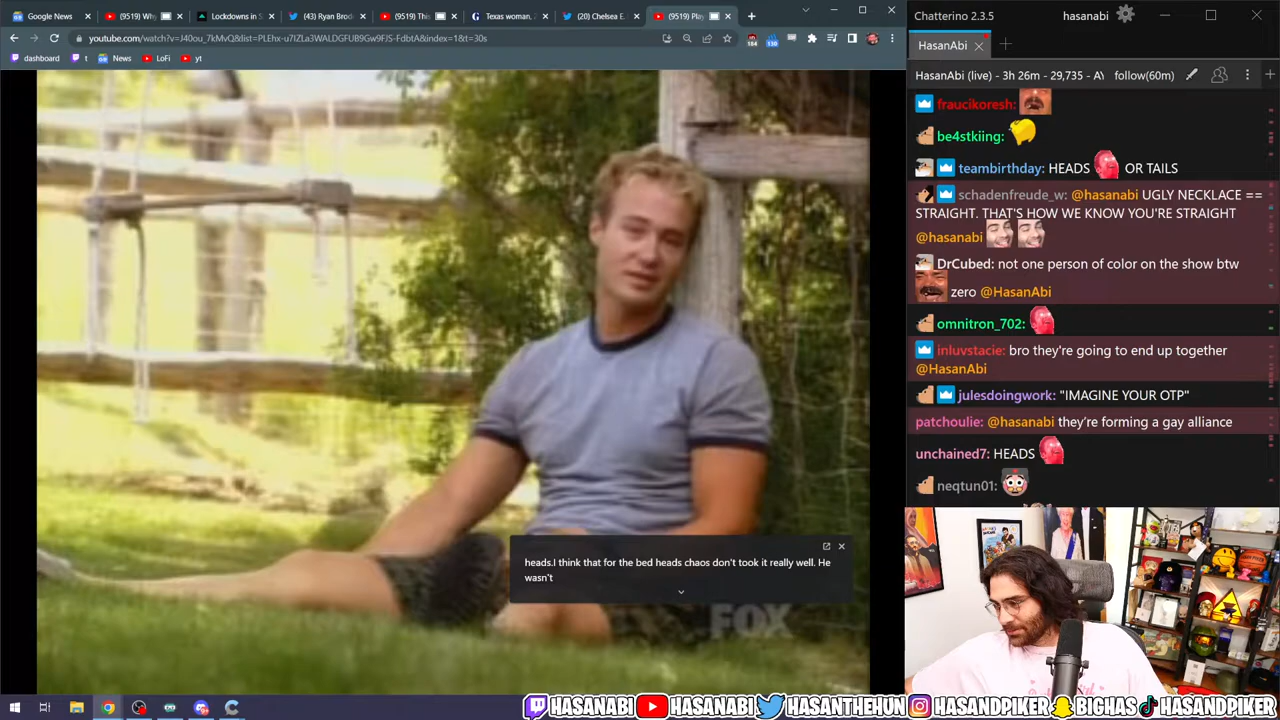 Google News
(9519) Why
Lockdowns in S
(43) Ryan Brod
(9519) This
Texas woman, 2
(20) Chelsea E.
(9519) Play
youtube.com/watch?v=J40ou_7kMvQ&list=PLEhx-u7IZLa3WALDGFUB9Gw9FJS-FdbtA&index=1&t=30s
184
130
dashboard
t
News
LoFi
yt
heads.I think that for the bed heads chaos don't took it really well. He
wasn't
FOX
Chatterino 2.3.5
hasanabi
HasanAbi
HasanAbi (live) - 3h 26m - 29,735 - A
follow(60m)
fraucikoresh:
be4stkiing:
teambirthday: HEADS OR TAILS
schadenfreude_w: @hasanabi UGLY NECKLACE ==
STRAIGHT. THAT'S HOW WE KNOW YOU'RE STRAIGHT
@hasanabi
DrCubed: not one person of color on the show btw
zero @HasanAbi
omnitron_702:
inluvstacie: bro they're going to end up together
@HasanAbi
julesdoingwork: "IMAGINE YOUR OTP"
patchoulie: @hasanabi they're forming a gay alliance
unchained7: HEADS
neqtun01:
HASANABI
HASANABI
HASANTHEHUN
HASANDPIKER
BIGHAS
HASANDPIKER